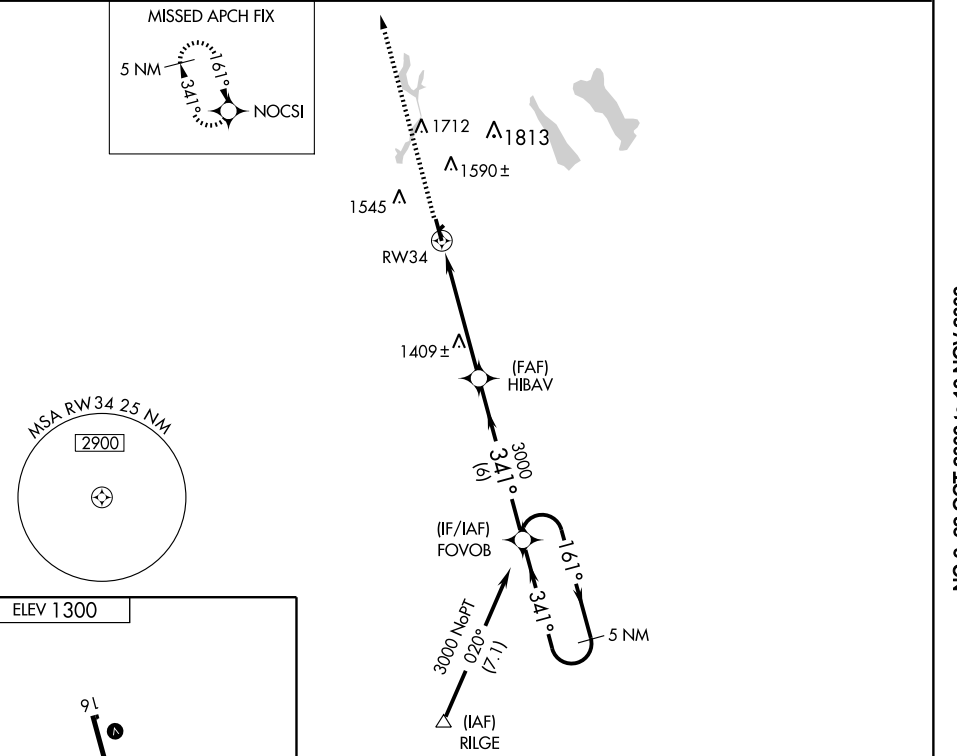 MISSED APCH FIX
5 NM
161°
341°
NOCSI
1712
1813
1590 ±
1545
RW34
1409 ±
(FAF)
HIBAV
MSA RW34 25 NM
2900
3000
341°
(6)
(IF/IAF)
FOVOB
161°
341°
5 NM
3000 NoPT
020°
(7.1)
(IAF)
RILGE
ELEV 1300
16
V